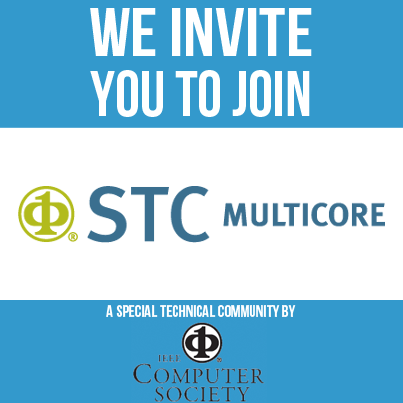 WE INVITE
YOU TO JOIN
® STC MULTICORE
A SPECIAL TECHNICAL COMMUNITY BY
IEEE ®
COMPUTER
SOCIETY